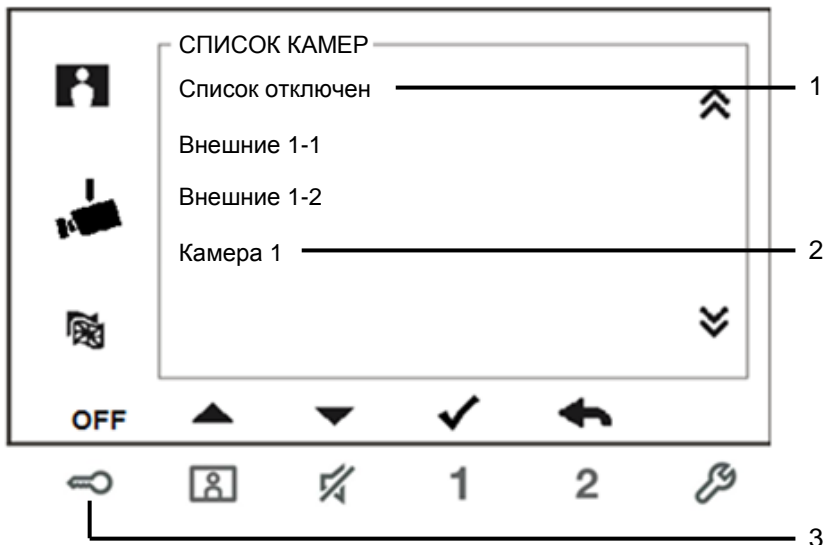 СПИСОК КАМЕР
Список отключен
1
Внешние 1-1
Внешние 1-2
Камера 1
2
OFF
1 2
3